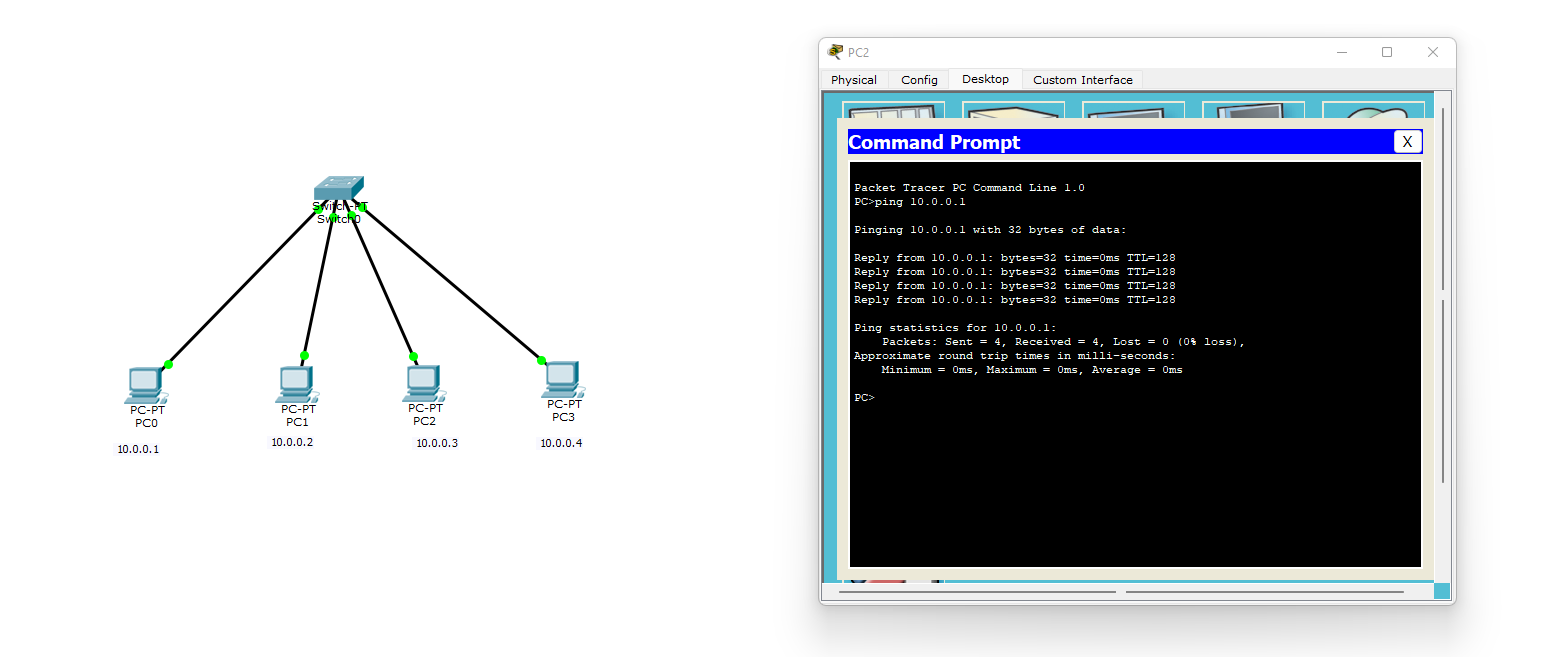 Switch-PT
Switch0
PC-PT
PC0
10.0.0.1
PC-PT
PC1
10.0.0.2
PC-PT
PC2
10.0.0.3
PC-PT
PC3
10.0.0.4
PC2
Physical Config Desktop Custom Interface
Command Prompt X
Packet Tracer PC Command Line 1.0
PC>ping 10.0.0.1
Pinging 10.0.0.1 with 32 bytes of data:
Reply from 10.0.0.1: bytes=32 time=0ms TTL=128
Reply from 10.0.0.1: bytes=32 time=0ms TTL=128
Reply from 10.0.0.1: bytes=32 time=0ms TTL=128
Reply from 10.0.0.1: bytes=32 time=0ms TTL=128
Ping statistics for 10.0.0.1:
    Packets: Sent = 4, Received = 4, Lost = 0 (0% loss),
Approximate round trip times in milli-seconds:
    Minimum = 0ms, Maximum = 0ms, Average = 0ms
PC>